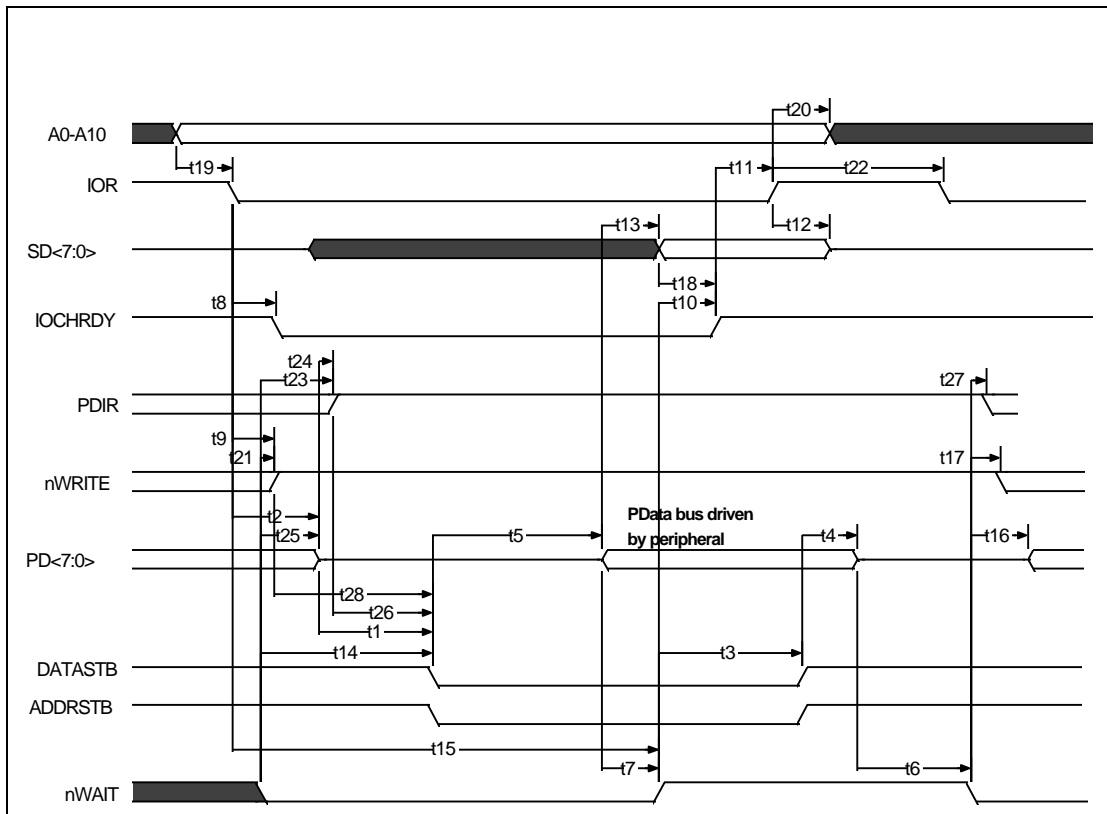 t20
A0-A10
t19
t11
t22
IOR
t13
t12
SD<7:0>
t18
t8
t10
IOCHRDY
t24
t23
t27
PDIR
t9
t21
t17
nWRITE
t2
PData bus driven
by peripheral
t25
t5
t4
t16
PD<7:0>
t28
t26
t1
t14
t3
DATASTB
ADDRSTB
t15
t7
t6
nWAIT